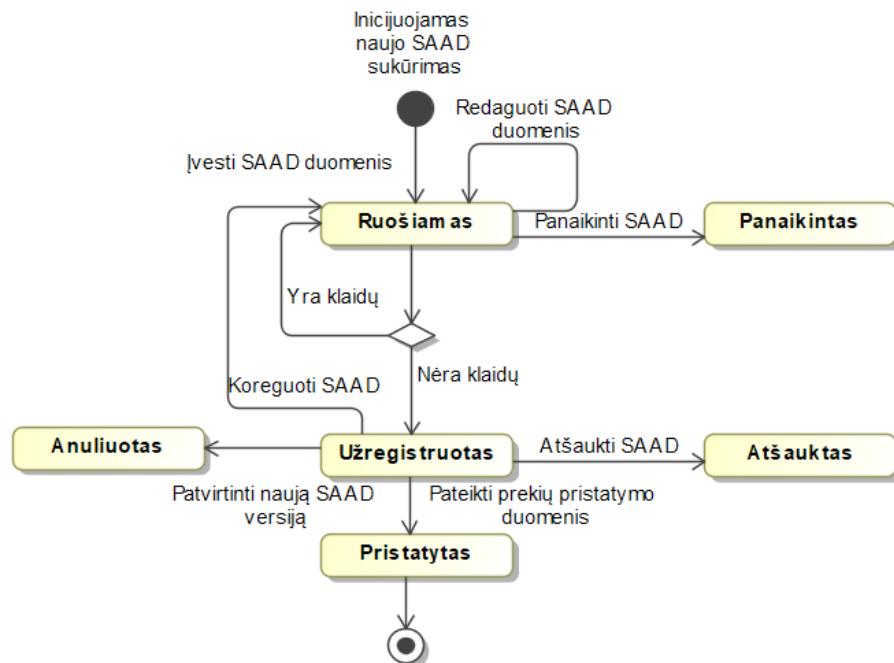 Inicijuojamas
naujo SAAD
sukūrimas
Redaguoti SAAD
duomenis
Įvesti SAAD duomenis
Ruošiamas
Panaikinti SAAD
Panaikintas
Yra klaidų
Nėra klaidų
Koreguoti SAAD
Anuliuotas
Užregistruotas
Atšaukti SAAD
Atšauktas
Patvirtinti naują SAAD
versiją
Pateikti prekių pristatymo
duomenis
Pristatytas